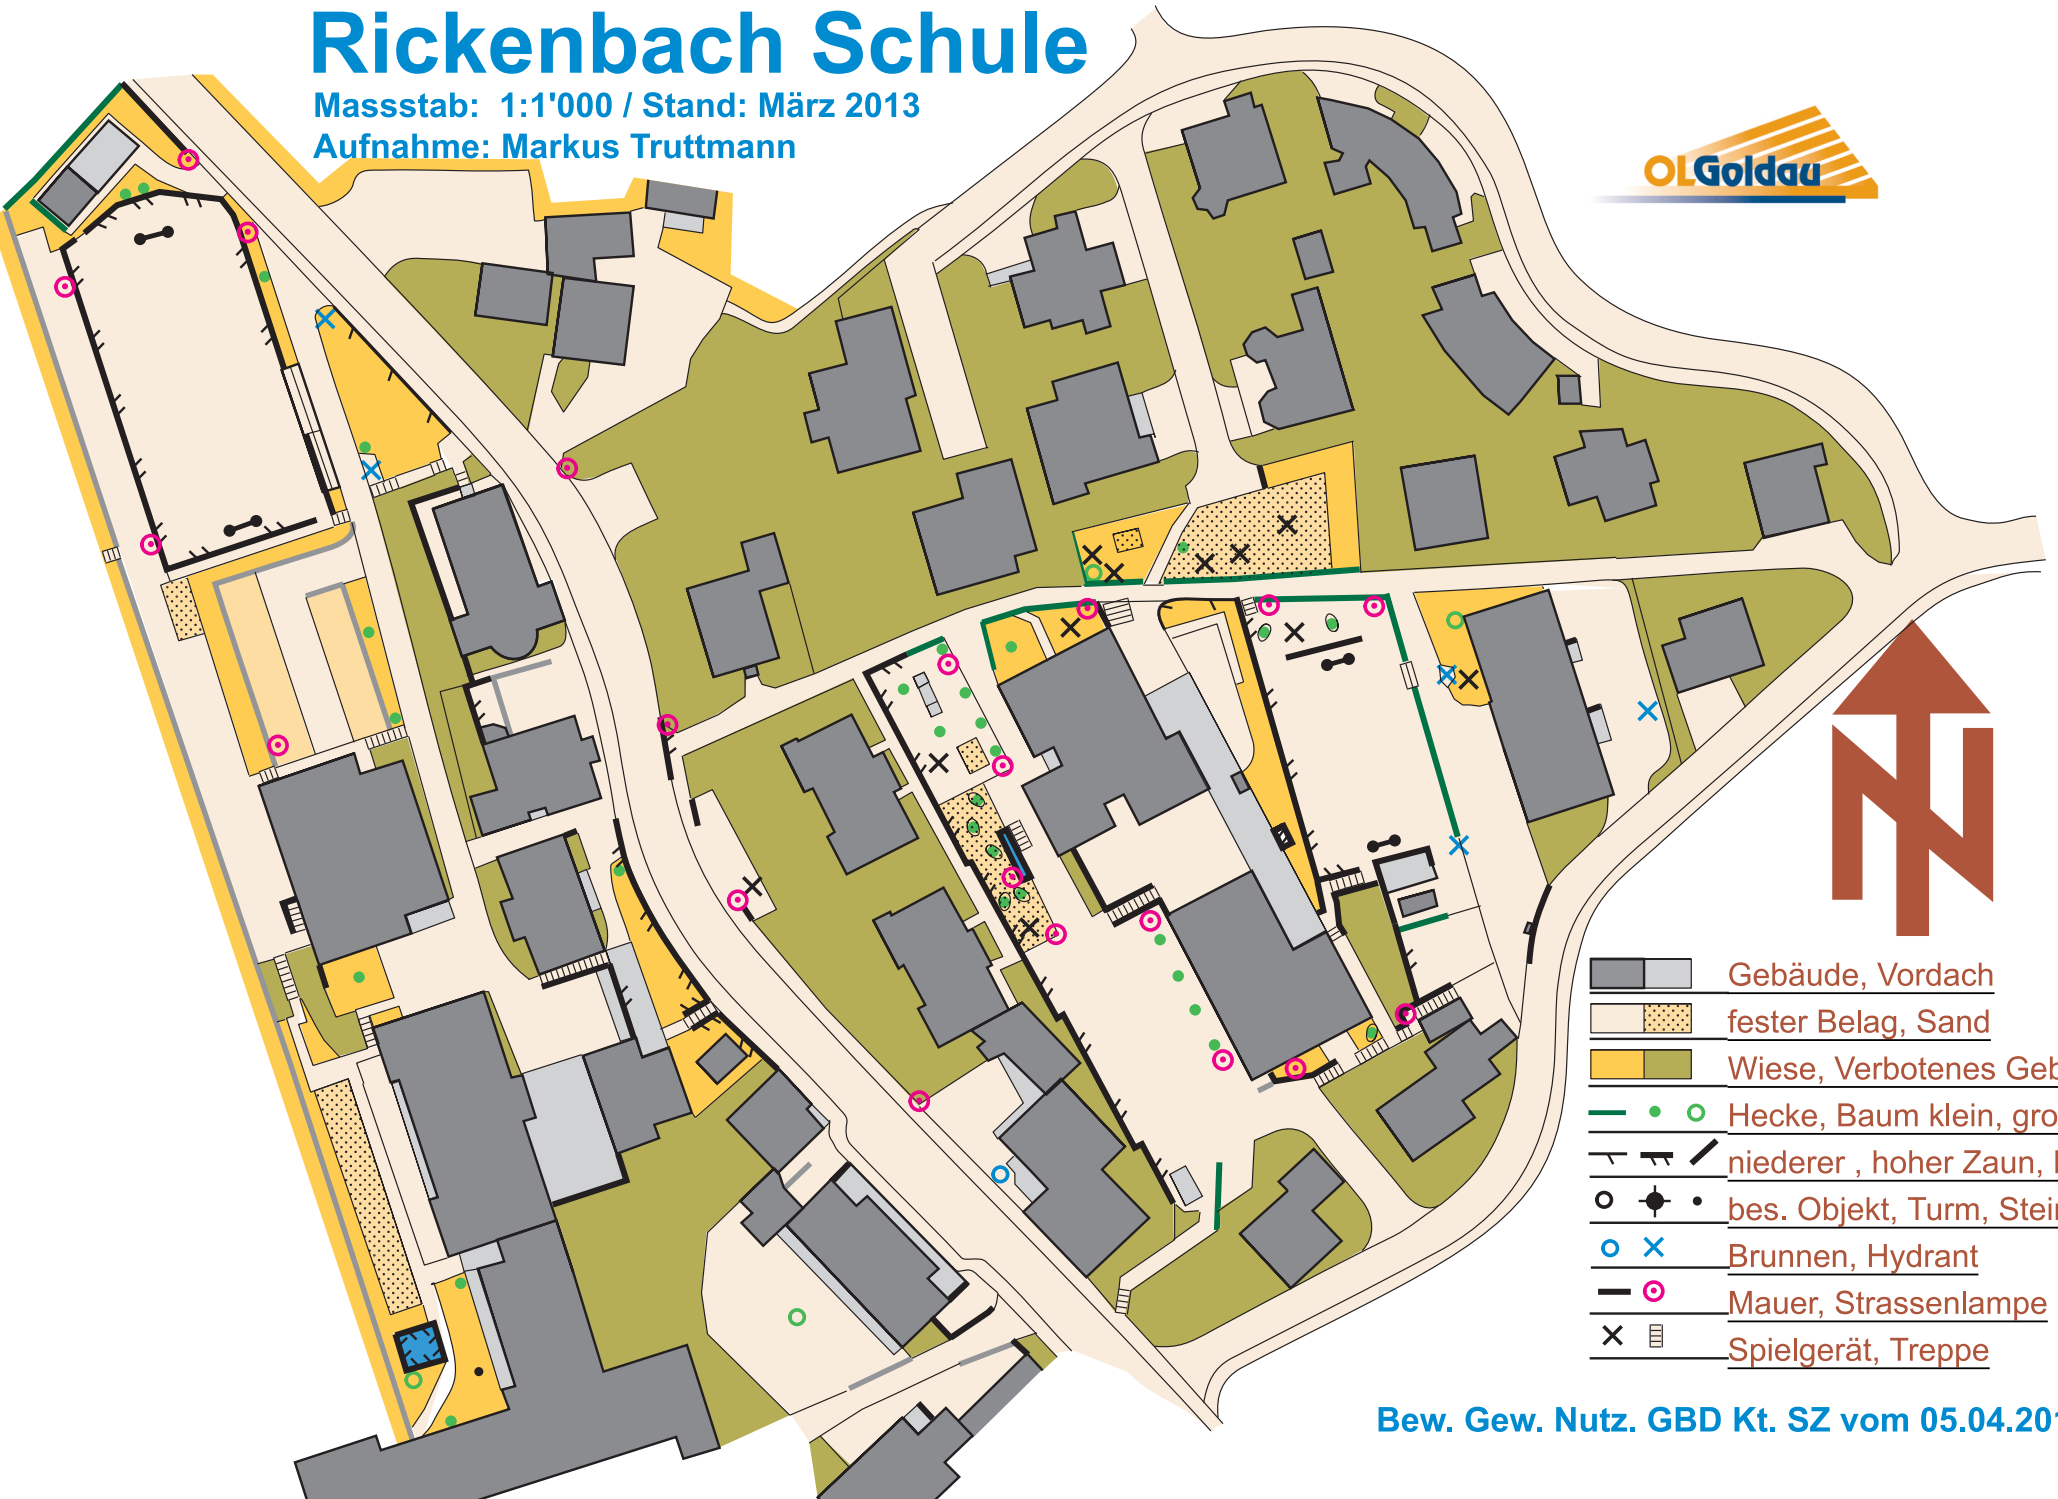 Rickenbach Schule
Massstab: 1:1'000 / Stand: März 2013
Aufnahme: Markus Truttmann
OLGoldau
N
Gebäude, Vordach
fester Belag, Sand
Wiese, Verbotenes Geb
Hecke, Baum klein, gro
niederer , hoher Zaun,
bes. Objekt, Turm, Stein
Brunnen, Hydrant
Mauer, Strassenlampe
Spielgerät, Treppe
Bew. Gew. Nutz. GBD Kt. SZ vom 05.04.201